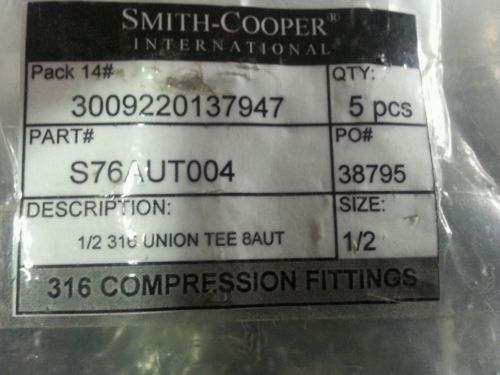 SMITH-COOPER®
INTERNATIONAL
Pack 14# QTY:
3009220137947 5 pcs
PART# PO#
S76AUT004 38795
DESCRIPTION: SIZE:
1/2 316 UNION TEE 8AUT 1/2
316 COMPRESSION FITTINGS